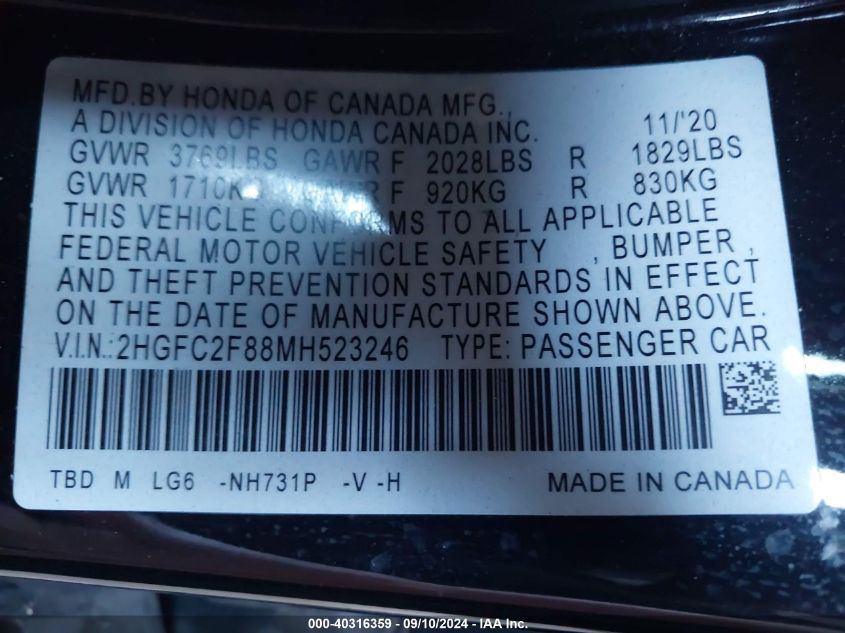 MFD.BY HONDA OF CANADA MFG.,
A DIVISION OF HONDA CANADA INC. 11/'20
GVWR 3769LBS GAWR F 2028LBS R 1829LBS
GVWR 1710KG GAWR F 920KG R 830KG
THIS VEHICLE CONFORMS TO ALL APPLICABLE
FEDERAL MOTOR VEHICLE SAFETY , BUMPER ,
AND THEFT PREVENTION STANDARDS IN EFFECT
ON THE DATE OF MANUFACTURE SHOWN ABOVE.
V.I.N.:2HGFC2F88MH523246 TYPE: PASSENGER CAR
TBD M LG6 -NH731P -V -H MADE IN CANADA
000-40316359 - 09/10/2024 - IAA Inc.